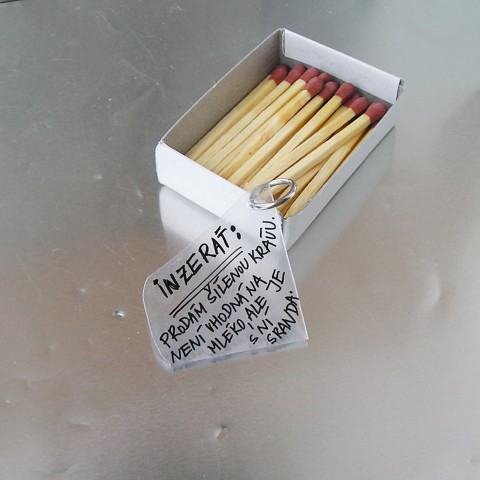 INZERÁT:
PRODÁM ŠÍLENOU KRÁVU.
NENÍ VHODNÁ NA
MLÉKO, ALE JE
S NÍ
SRANDA.